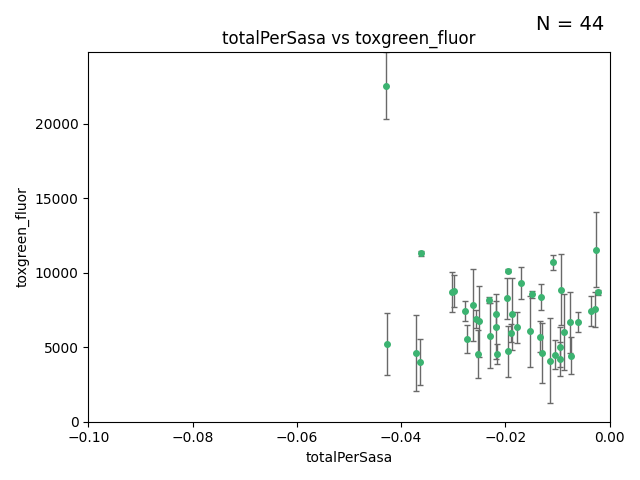 N = 44
totalPerSasa vs toxgreen_fluor
toxgreen_fluor
20000
15000
10000
5000
0
−0.10
−0.08
−0.06
−0.04
−0.02
0.00
totalPerSasa